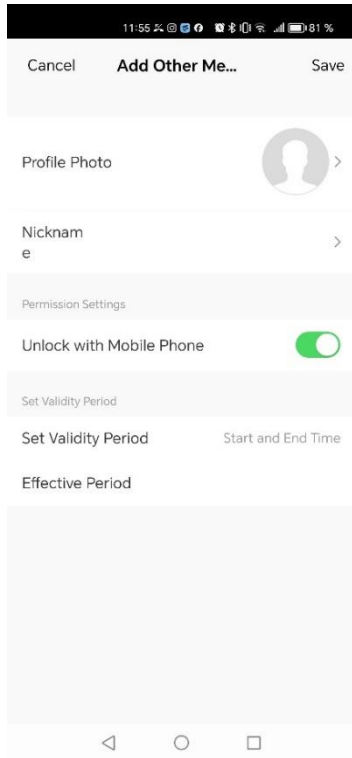 11:55 81 %
Cancel Add Other Me... Save
Profile Photo
Nicknam
e
Permission Settings
Unlock with Mobile Phone
Set Validity Period
Set Validity Period Start and End Time
Effective Period